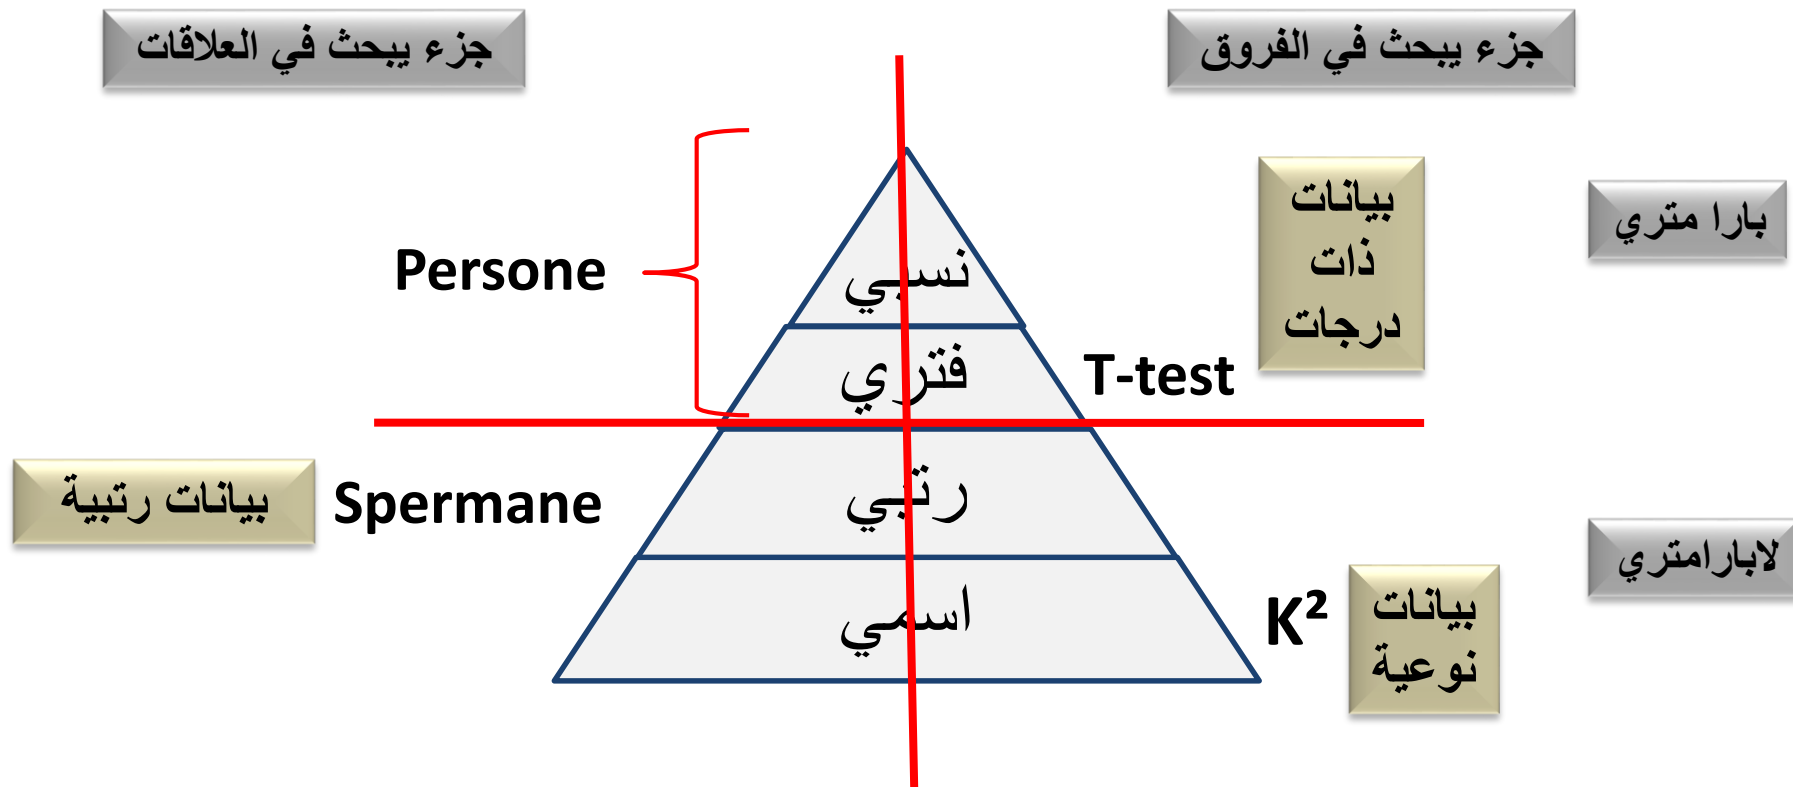 جزء يبحث في الفروق
جزء يبحث في العلاقات
بيانات
ذات
درجات
بارا متري
Persone
نسبي
فتري
T-test
بيانات رتبية
Spermane
رتبي
لابارامتري
اسمي
K²
بيانات
نوعية